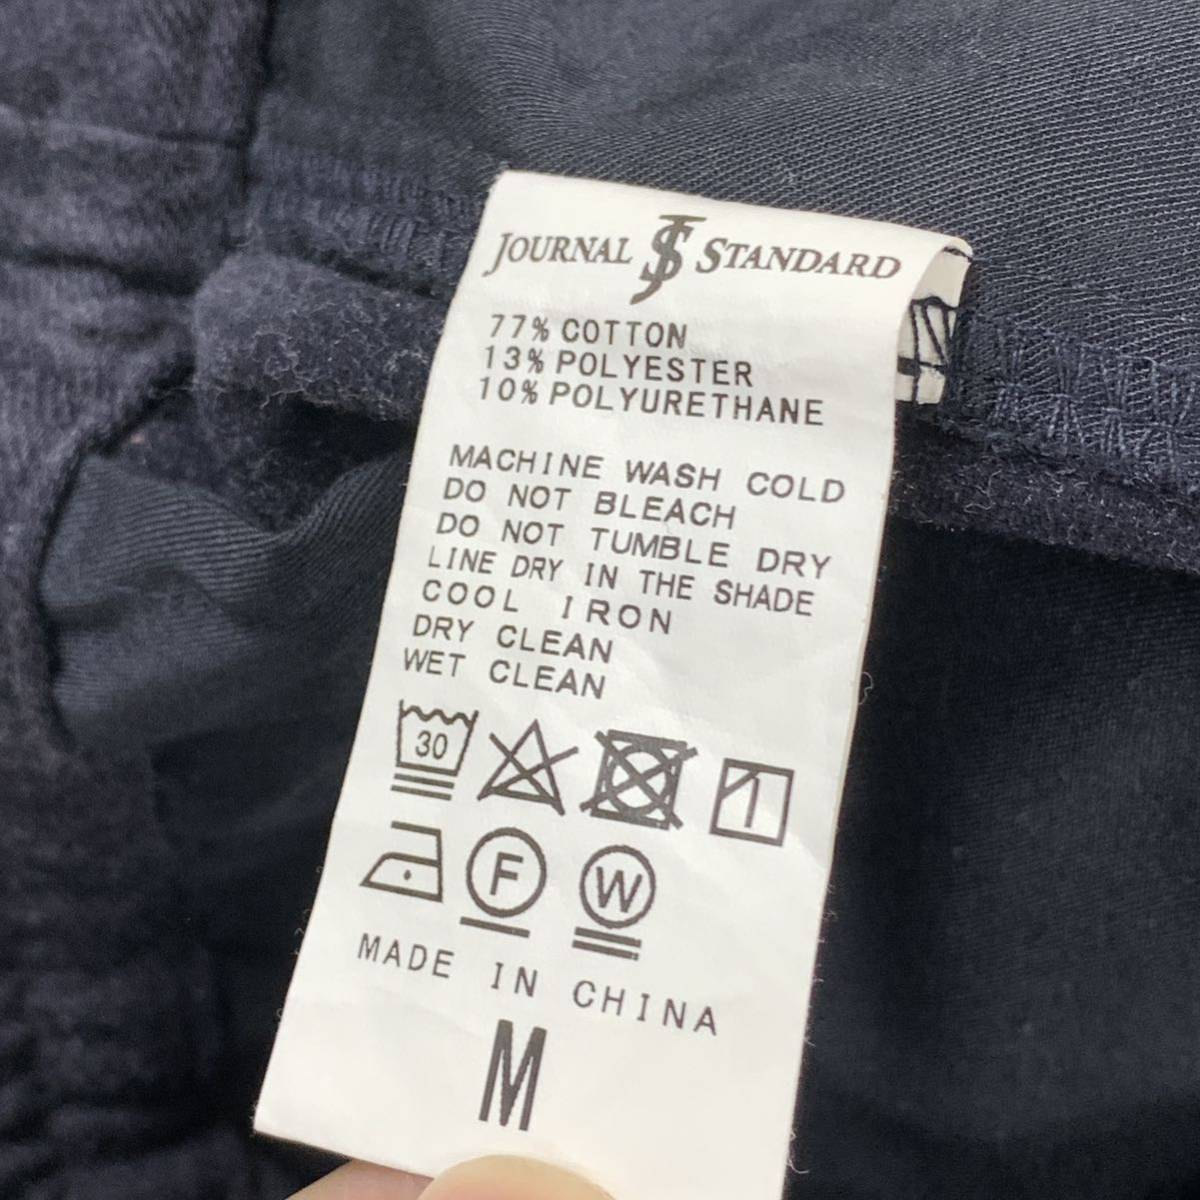 JOURNAL JS STANDARD
77% COTTON
13% POLYESTER
10% POLYURETHANE
MACHINE WASH COLD
DO NOT BLEACH
DO NOT TUMBLE DRY
LINE DRY IN THE SHADE
COOL IRON
DRY CLEAN
WET CLEAN
30
F W
MADE IN CHINA
M